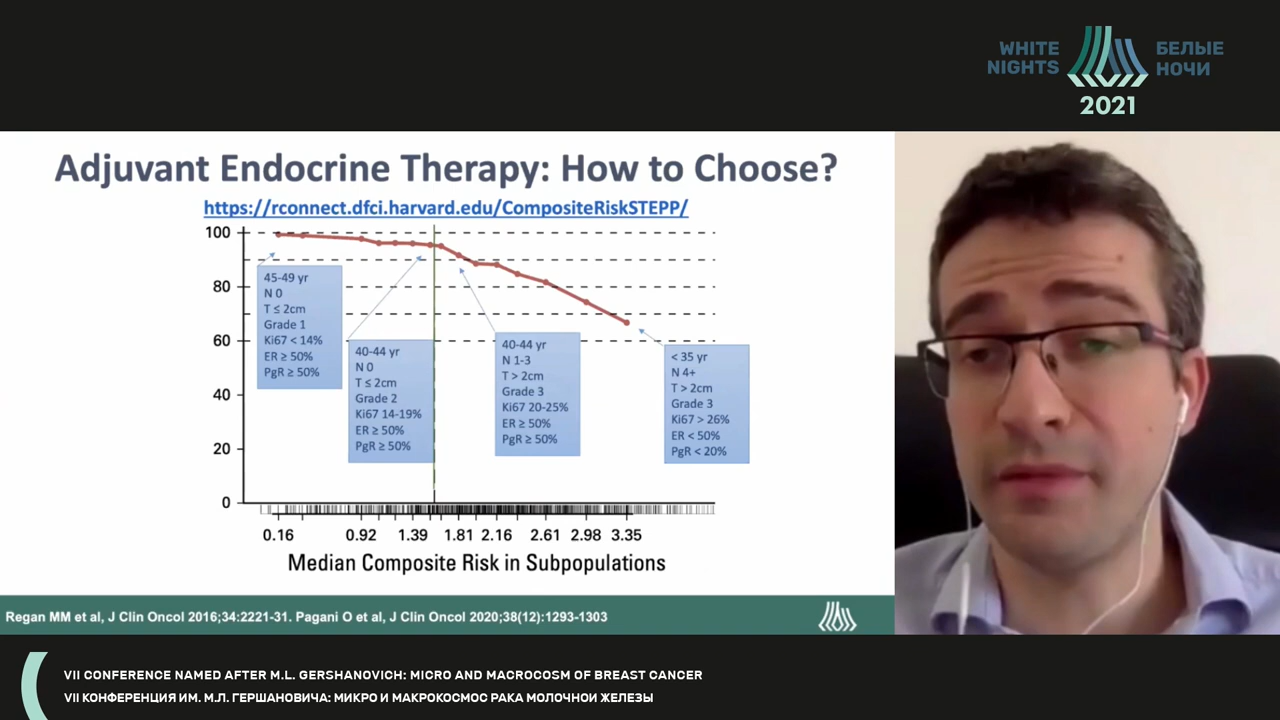 WHITE
NIGHTS
БЕЛЫЕ
НОЧИ
2021
Adjuvant Endocrine Therapy: How to Choose?
https://rconnect.dfci.harvard.edu/CompositeRiskSTEPP/
100
80
60
40
20
0
45-49 yr
N 0
T ≤ 2cm
Grade 1
Ki67 < 14%
ER ≥ 50%
PgR ≥ 50%
40-44 yr
N 0
T ≤ 2cm
Grade 2
Ki67 14-19%
ER ≥ 50%
PgR ≥ 50%
40-44 yr
N 1-3
T > 2cm
Grade 3
Ki67 20-25%
ER ≥ 50%
PgR ≥ 50%
< 35 yr
N 4+
T > 2cm
Grade 3
Ki67 > 26%
ER < 50%
PgR < 20%
0.16 0.92 1.39 1.81 2.16 2.61 2.98 3.35
Median Composite Risk in Subpopulations
Regan MM et al, J Clin Oncol 2016;34:2221-31. Pagani O et al, J Clin Oncol 2020;38(12):1293-1303
VII CONFERENCE NAMED AFTER M.L. GERSHANOVICH: MICRO AND MACROCOSM OF BREAST CANCER
VII КОНФЕРЕНЦИЯ ИМ. М.Л. ГЕРШАНОВИЧА: МИКРО И МАКРОКОСМОС РАКА МОЛОЧНОЙ ЖЕЛЕЗЫ